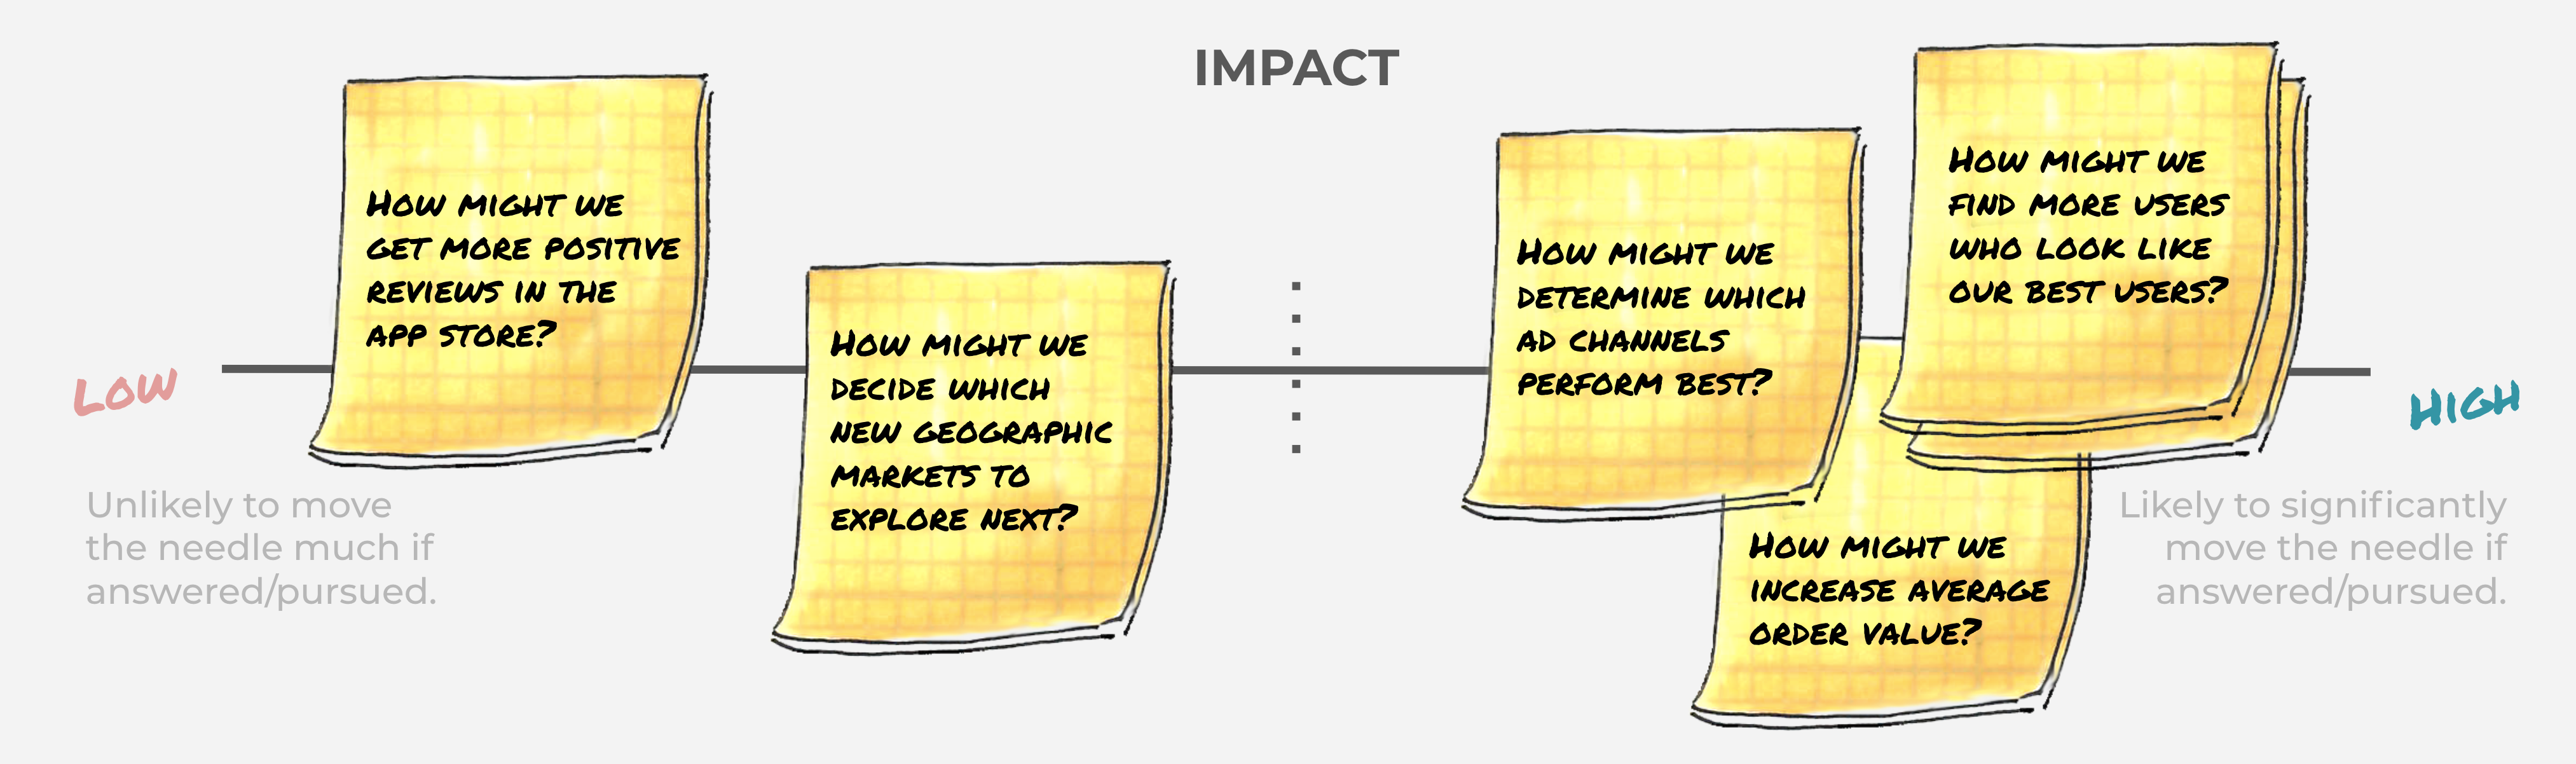 IMPACT
HOW MIGHT WE
GET MORE POSITIVE
REVIEWS IN THE
APP STORE?
HOW MIGHT WE
DECIDE WHICH
NEW GEOGRAPHIC
MARKETS TO
EXPLORE NEXT?
HOW MIGHT WE
DETERMINE WHICH
AD CHANNELS
PERFORM BEST?
HOW MIGHT WE
FIND MORE USERS
WHO LOOK LIKE
OUR BEST USERS?
HOW MIGHT WE
INCREASE AVERAGE
ORDER VALUE?
LOW
Unlikely to move
the needle much if
answered/pursued.
HIGH
Likely to significantly
move the needle if
answered/pursued.